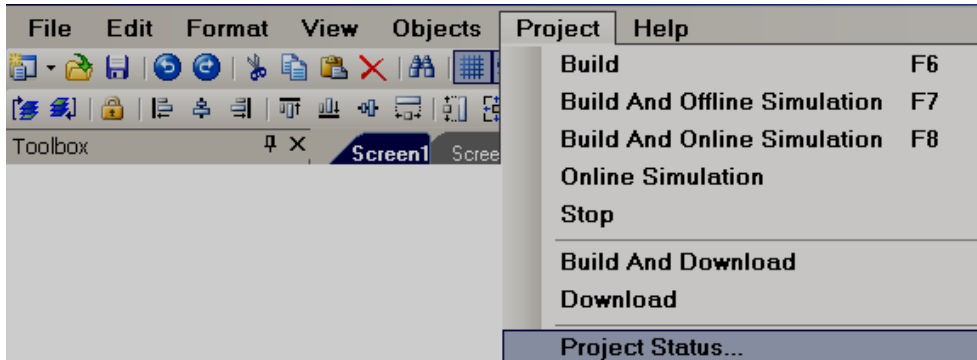 File Edit Format View Objects Project Help
Build F6
Build And Offline Simulation F7
Build And Online Simulation F8
Toolbox Screen1 Scree
Online Simulation
Stop
Build And Download
Download
Project Status...